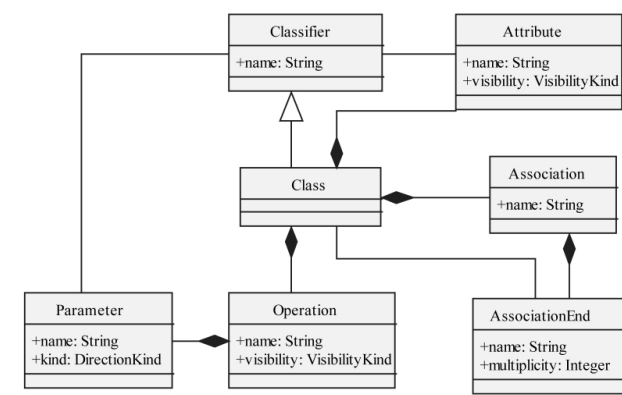 Classifier
+name: String
Attribute
+name: String
+visibility: VisibilityKind
Class
Association
+name: String
Parameter
+name: String
+kind: DirectionKind
Operation
+name: String
+visibility: VisibilityKind
AssociationEnd
+name: String
+multiplicity: Integer